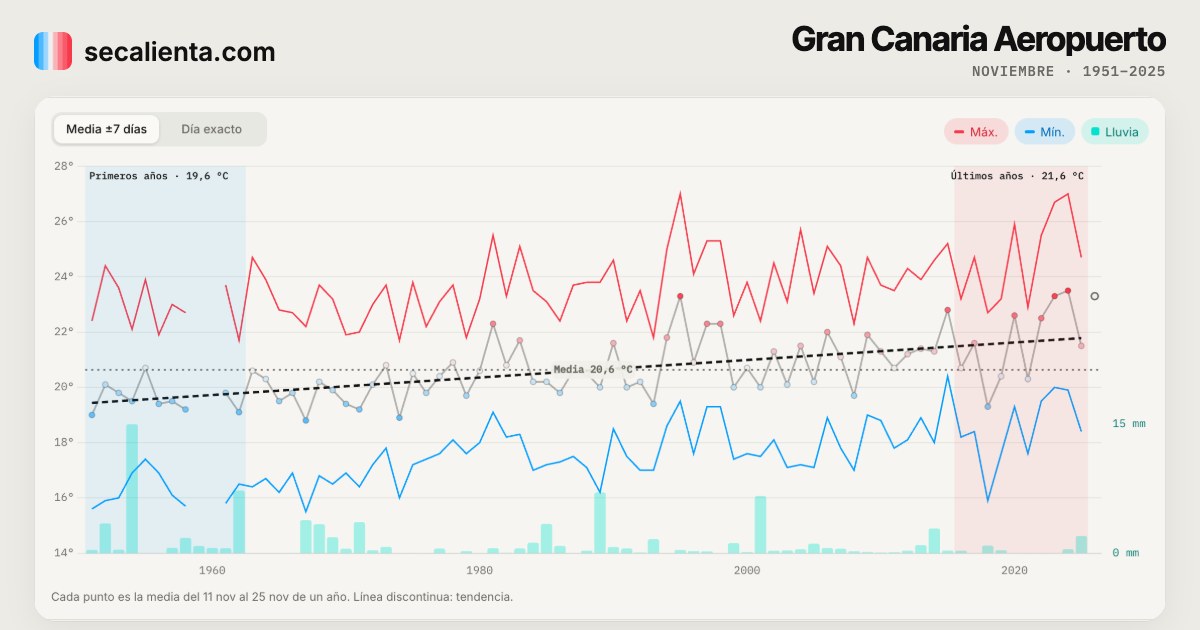 secalienta.com
Gran Canaria Aeropuerto
NOVIEMBRE · 1951–2025
Media ±7 días
Día exacto
Máx.
Mín.
Lluvia
28°
26°
24°
22°
20°
18°
16°
14°
Primeros años · 19,6 °C
Últimos años · 21,6 °C
Media 20,6 °C
15 mm
0 mm
1960
1980
2000
2020
Cada punto es la media del 11 nov al 25 nov de un año. Línea discontinua: tendencia.